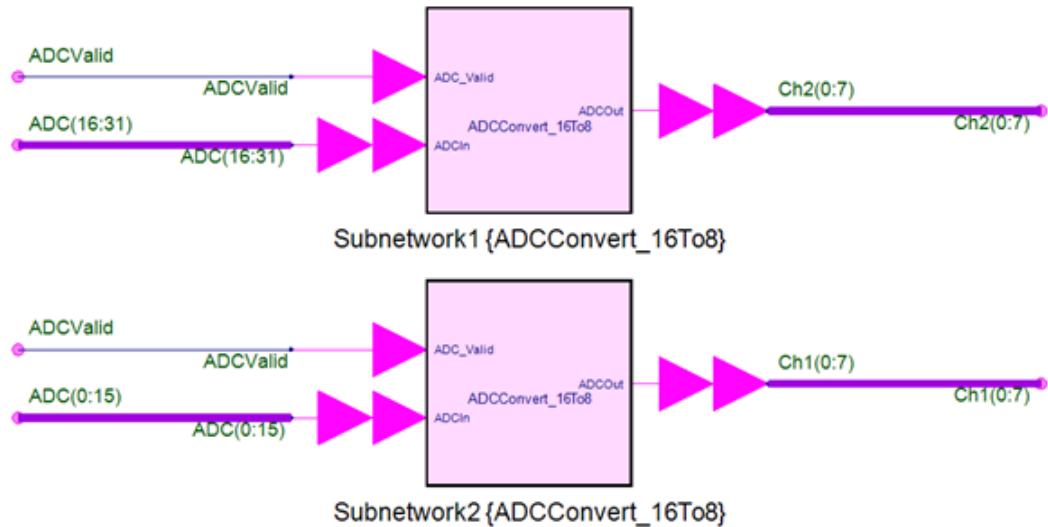 ADCValid
ADCValid
ADC_Valid
ADC(16:31)
ADC(16:31)
ADCIn
ADCOut
ADCConvert_16To8
Ch2(0:7)
Ch2(0:7)
Subnetwork1 {ADCConvert_16To8}
ADCValid
ADCValid
ADC_Valid
ADC(0:15)
ADC(0:15)
ADCIn
ADCOut
ADCConvert_16To8
Ch1(0:7)
Ch1(0:7)
Subnetwork2 {ADCConvert_16To8}